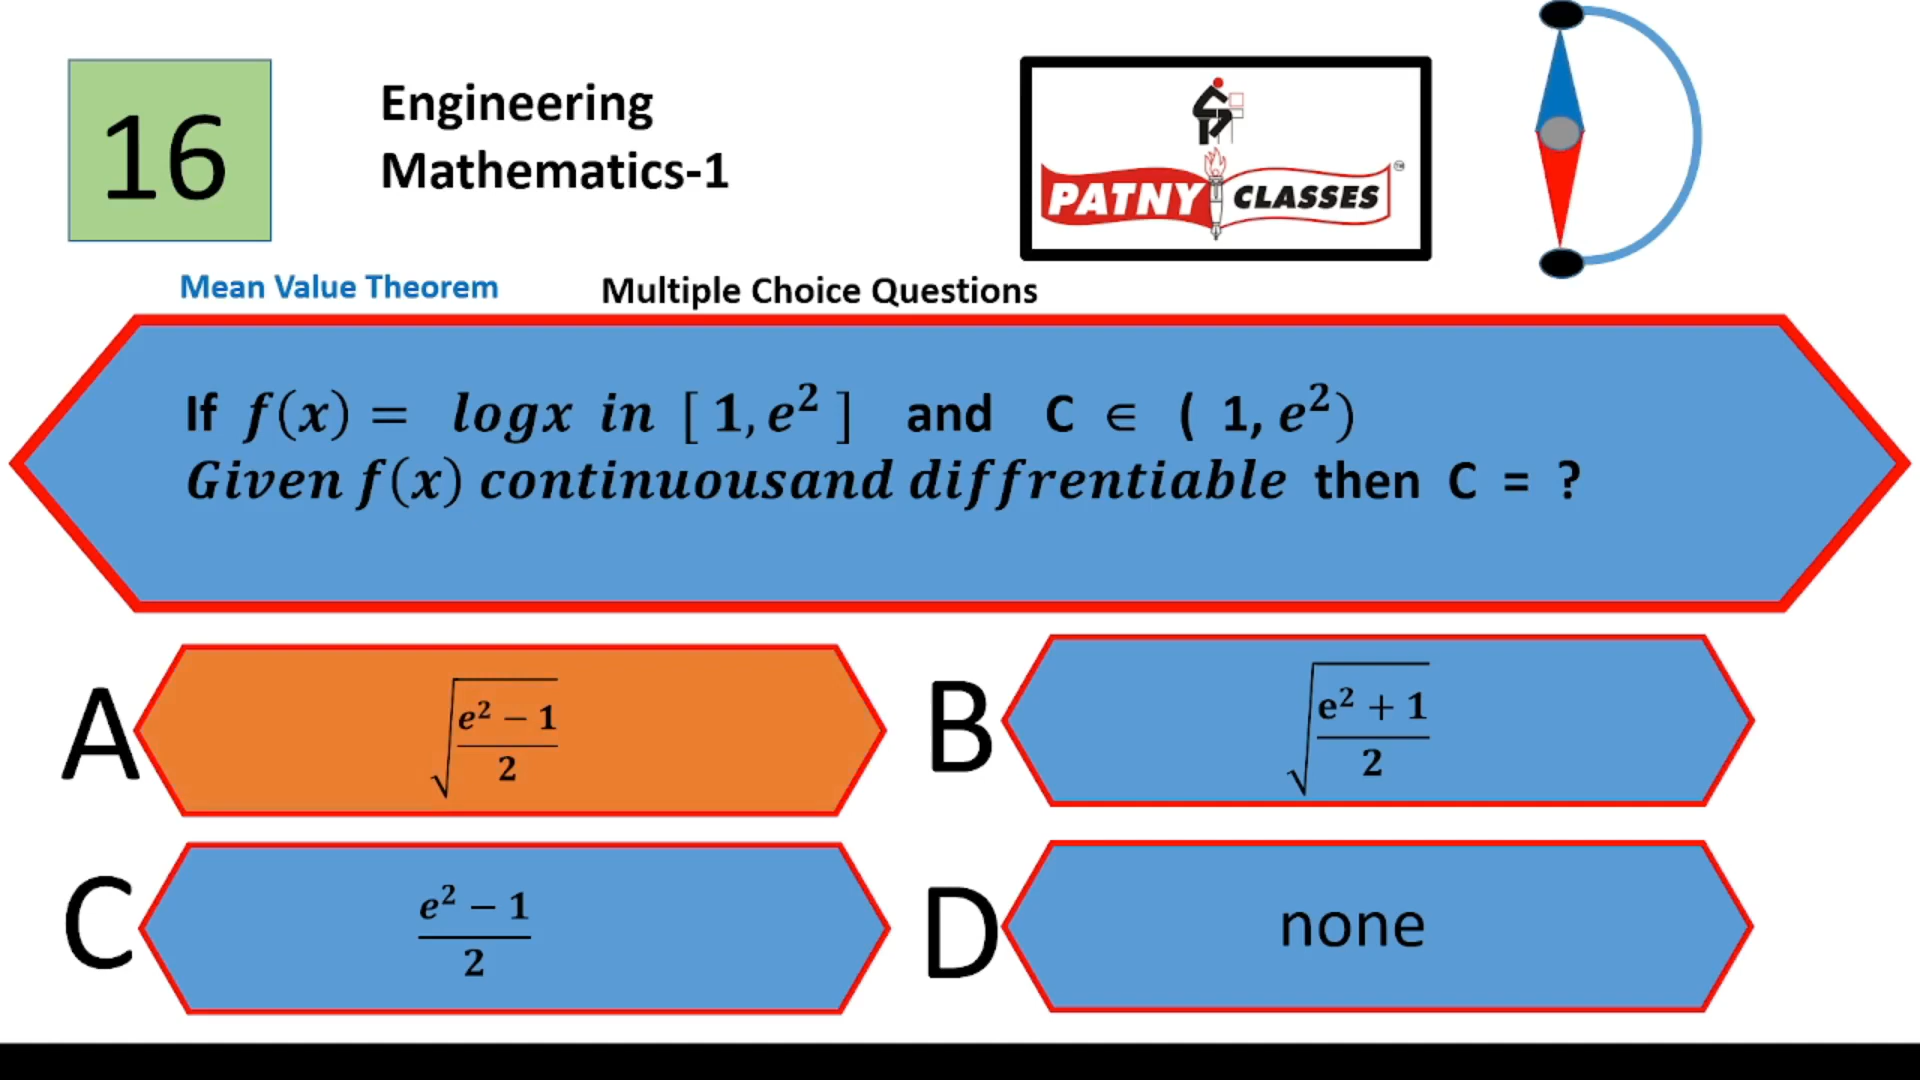 16
Engineering
Mathematics-1
PATNY CLASSES ™
Mean Value Theorem
Multiple Choice Questions
If f(x) = logx in [ 1, e² ] and C ∈ ( 1, e²)
Given f(x) continuousand diffrentiable then C = ?
A √((e² − 1)/2)
B √((e² + 1)/2)
C (e² − 1)/2
D none